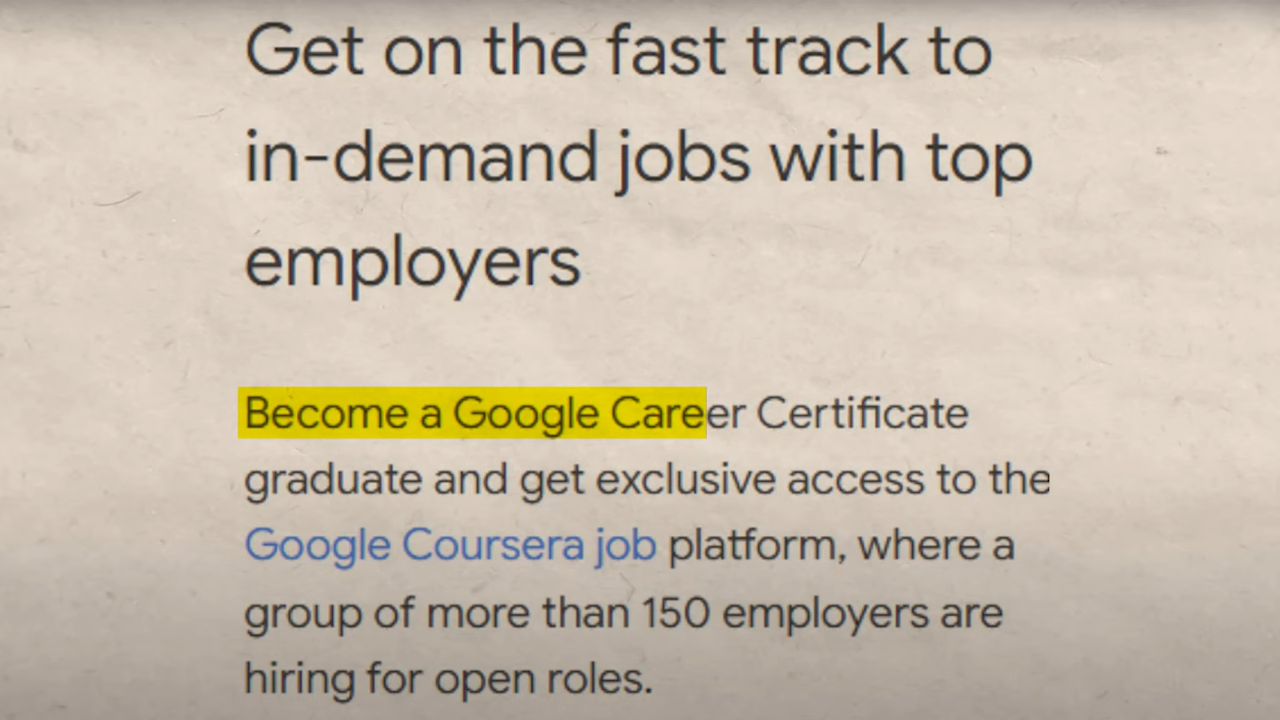 Get on the fast track to
in-demand jobs with top
employers
Become a Google Career Certificate
graduate and get exclusive access to the
Google Coursera job platform, where a
group of more than 150 employers are
hiring for open roles.